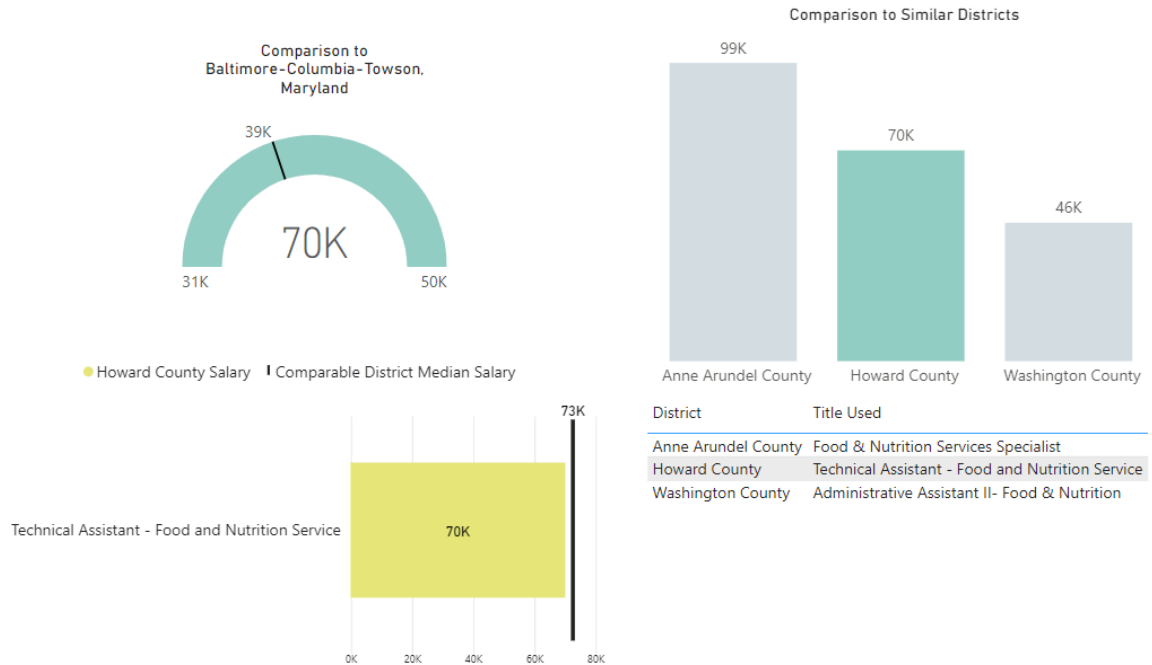 Comparison to
Baltimore-Columbia-Towson,
Maryland
39K
70K
31K
50K
Comparison to Similar Districts
99K
70K
46K
Anne Arundel County
Howard County
Washington County
District Title Used
Anne Arundel County Food & Nutrition Services Specialist
Howard County Technical Assistant - Food and Nutrition Service
Washington County Administrative Assistant II- Food & Nutrition
Howard County Salary Comparable District Median Salary
73K
Technical Assistant - Food and Nutrition Service
70K
0K 20K 40K 60K 80K